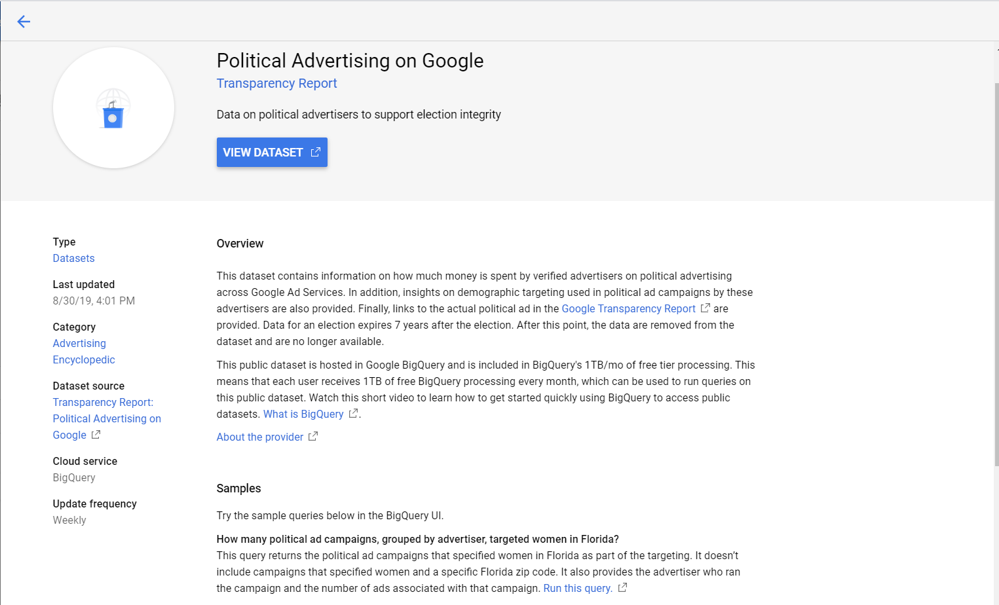 Political Advertising on Google
Transparency Report
Data on political advertisers to support election integrity
VIEW DATASET
Type
Datasets
Last updated
8/30/19, 4:01 PM
Category
Advertising
Encyclopedic
Dataset source
Transparency Report:
Political Advertising on
Google
Cloud service
BigQuery
Update frequency
Weekly
Overview
This dataset contains information on how much money is spent by verified advertisers on political advertising
across Google Ad Services. In addition, insights on demographic targeting used in political ad campaigns by these
advertisers are also provided. Finally, links to the actual political ad in the Google Transparency Report are
provided. Data for an election expires 7 years after the election. After this point, the data are removed from the
dataset and are no longer available.
This public dataset is hosted in Google BigQuery and is included in BigQuery's 1TB/mo of free tier processing. This
means that each user receives 1TB of free BigQuery processing every month, which can be used to run queries on
this public dataset. Watch this short video to learn how to get started quickly using BigQuery to access public
datasets. What is BigQuery .
About the provider
Samples
Try the sample queries below in the BigQuery UI.
How many political ad campaigns, grouped by advertiser, targeted women in Florida?
This query returns the political ad campaigns that specified women in Florida as part of the targeting. It doesn’t
include campaigns that specified women and a specific Florida zip code. It also provides the advertiser who ran
the campaign and the number of ads associated with that campaign. Run this query.